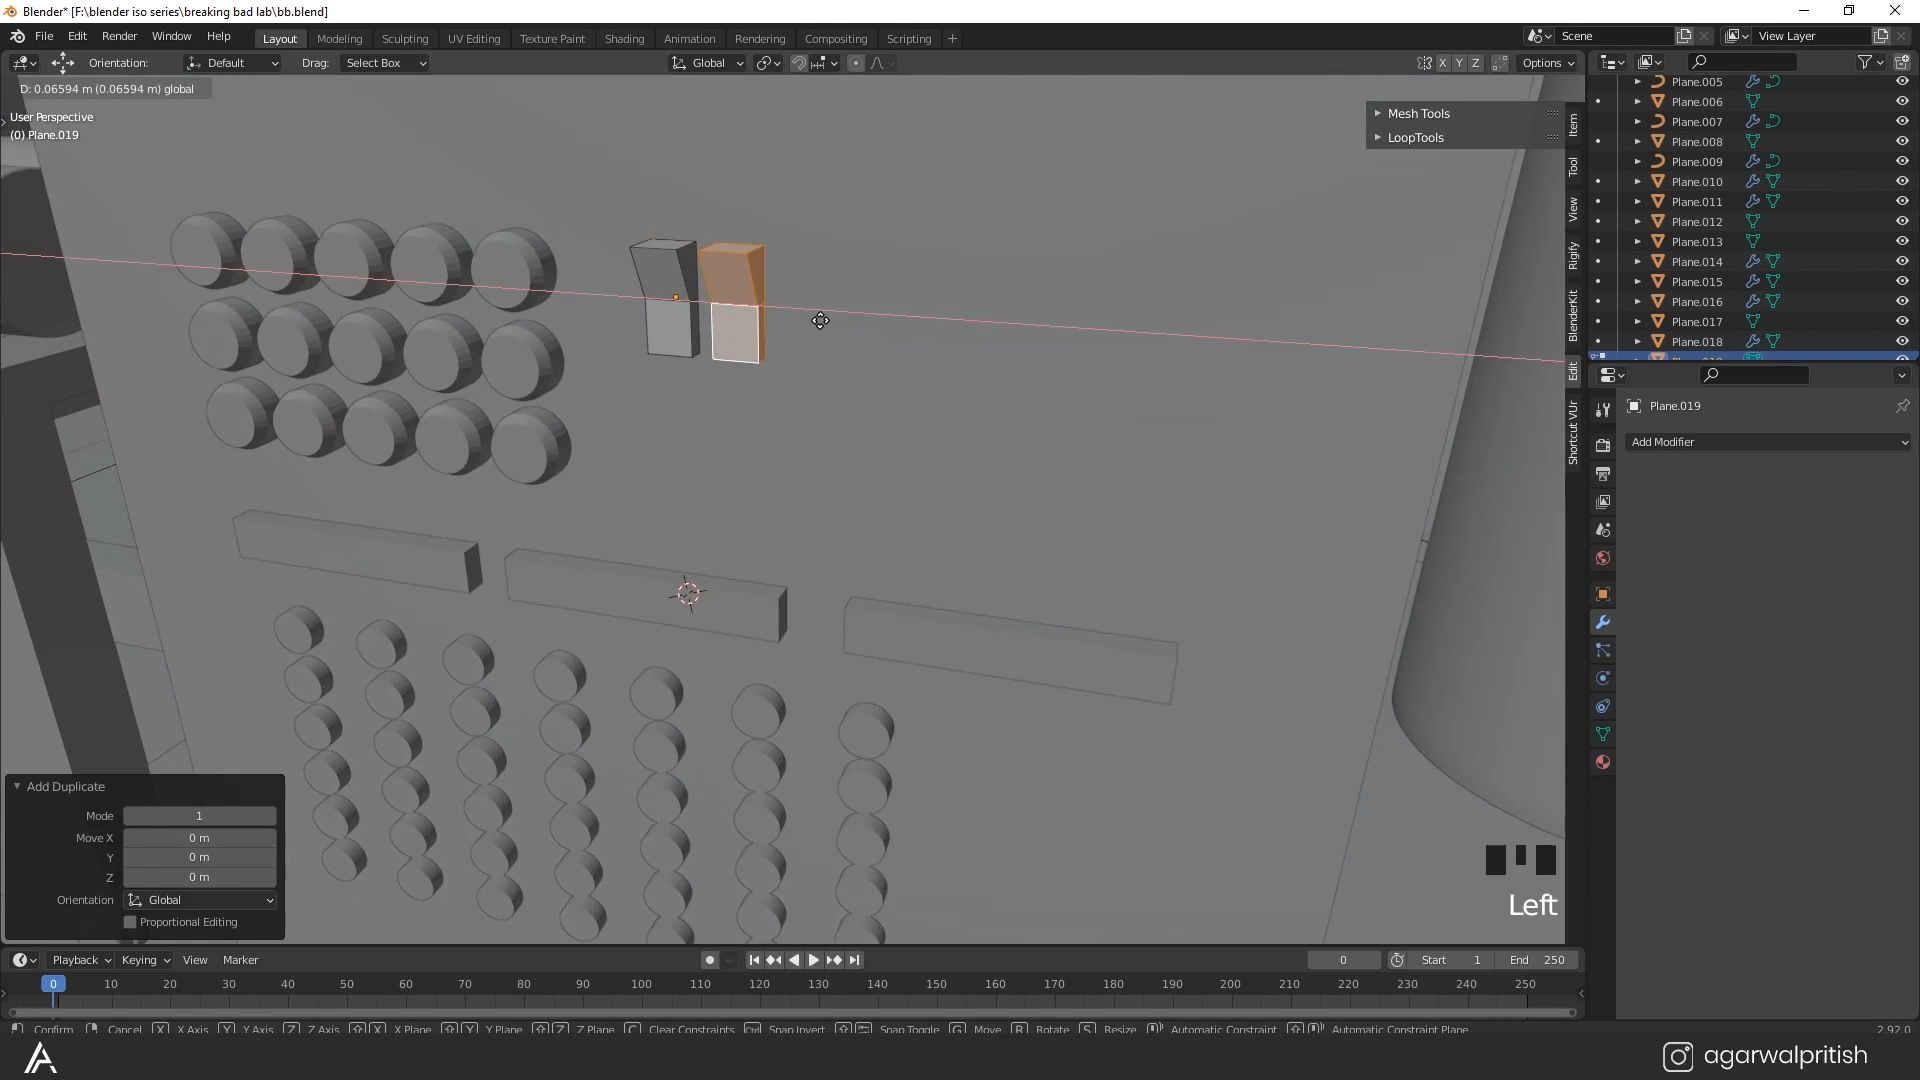 Blender* [F:\blender iso series\breaking bad lab\bb.blend]
File Edit Render Window Help Layout Modeling Sculpting UV Editing Texture Paint Shading Animation Rendering Compositing Scripting + Scene View Layer
Orientation: Default Drag: Select Box Global X Y Z Options
D: 0.06594 m (0.06594 m) global
User Perspective
(0) Plane.019
Mesh Tools
LoopTools
Item
Tool
View
Rigify
BlenderKit
Edit
Shortcut VUr
Plane.005
Plane.006
Plane.007
Plane.008
Plane.009
Plane.010
Plane.011
Plane.012
Plane.013
Plane.014
Plane.015
Plane.016
Plane.017
Plane.018
Plane.019
Add Modifier
Add Duplicate
Mode 1
Move X 0 m
Y 0 m
Z 0 m
Orientation Global
Proportional Editing
Left
Playback Keying View Marker 0 Start 1 End 250
0 10 20 30 40 50 60 70 80 90 100 110 120 130 140 150 160 170 180 190 200 210 220 230 240 250
Confirm Cancel X X Axis Y Y Axis Z Z Axis X X Plane Y Y Plane Z Z Plane C Clear Constraints Ctrl Snap Invert Snap Toggle G Move R Rotate S Resize Automatic Constraint Automatic Constraint Plane 2.92.0
agarwalpritish